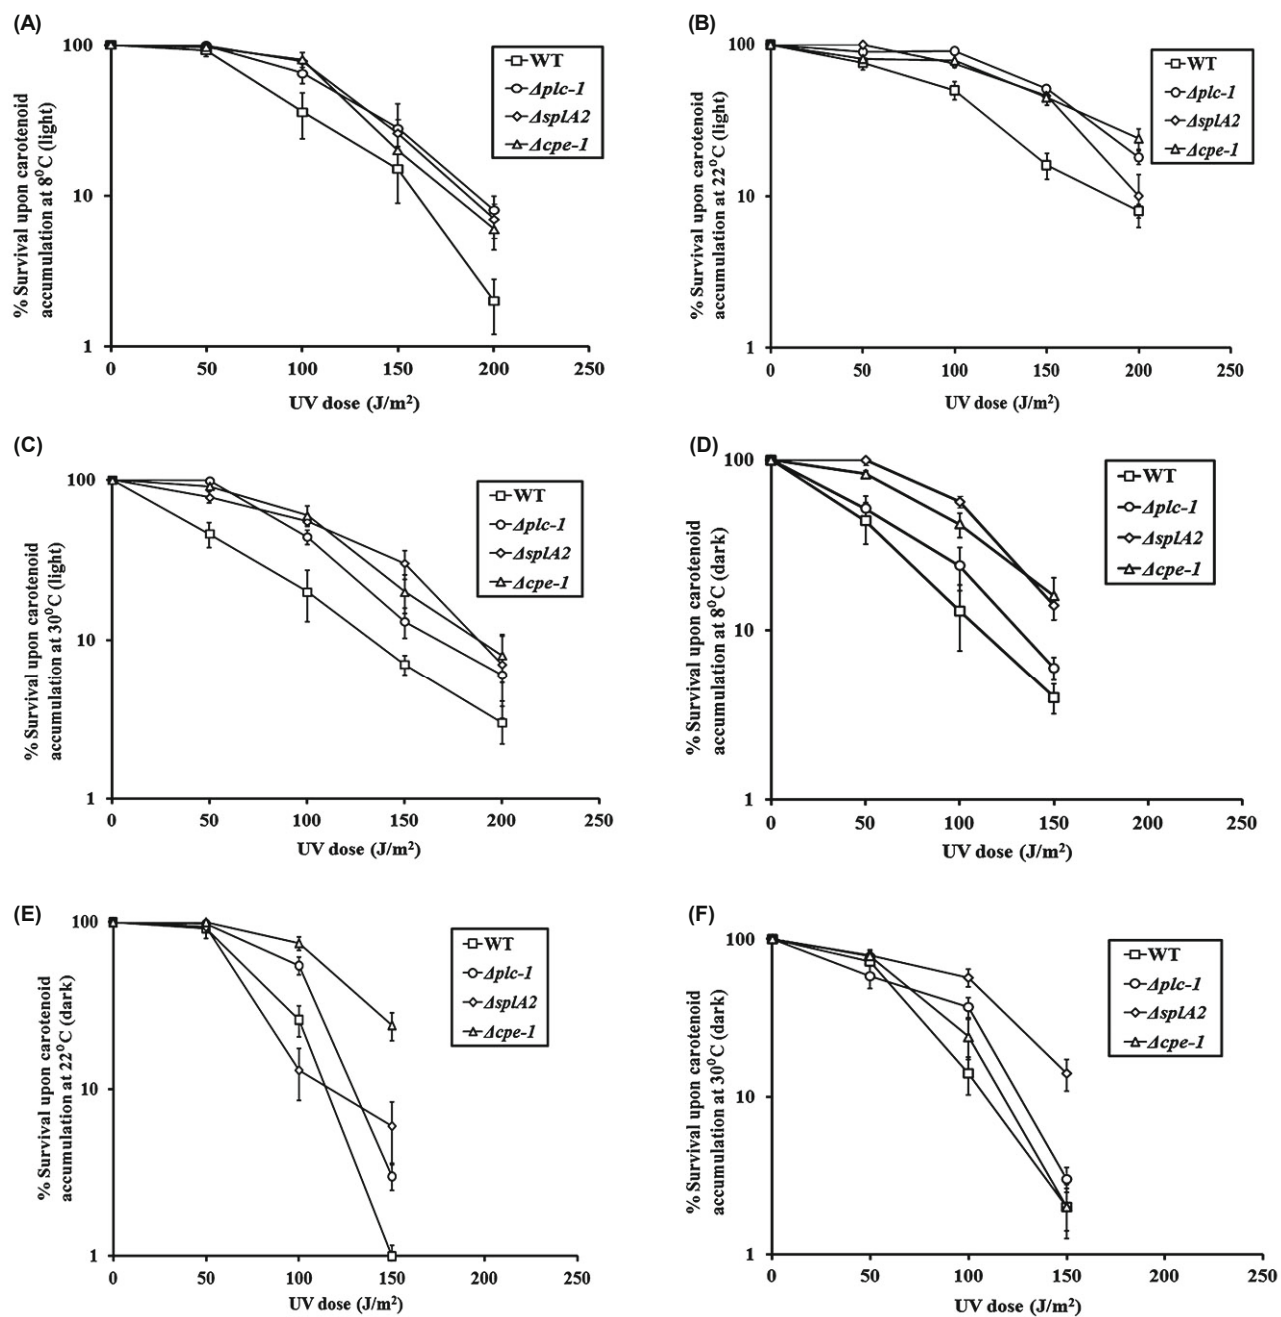 (A)
% Survival upon carotenoid
accumulation at 8⁰C (light)
100
10
1
0 50 100 150 200 250
UV dose (J/m²)
WT
Δplc-1
ΔsplA2
Δcpe-1
(B)
% Survival upon carotenoid
accumulation at 22⁰C (light)
100
10
1
0 50 100 150 200 250
UV dose (J/m²)
WT
Δplc-1
ΔsplA2
Δcpe-1
(C)
% Survival upon carotenoid
accumulation at 30⁰C (light)
100
10
1
0 50 100 150 200 250
UV dose (J/m²)
WT
Δplc-1
ΔsplA2
Δcpe-1
(D)
% Survival upon carotenoid
accumulation at 8⁰C (dark)
100
10
1
0 50 100 150 200 250
UV dose (J/m²)
WT
Δplc-1
ΔsplA2
Δcpe-1
(E)
% Survival upon carotenoid
accumulation at 22⁰C (dark)
100
10
1
0 50 100 150 200 250
UV dose (J/m²)
WT
Δplc-1
ΔsplA2
Δcpe-1
(F)
% Survival upon carotenoid
accumulation at 30⁰C (dark)
100
10
1
0 50 100 150 200 250
UV dose (J/m²)
WT
Δplc-1
ΔsplA2
Δcpe-1